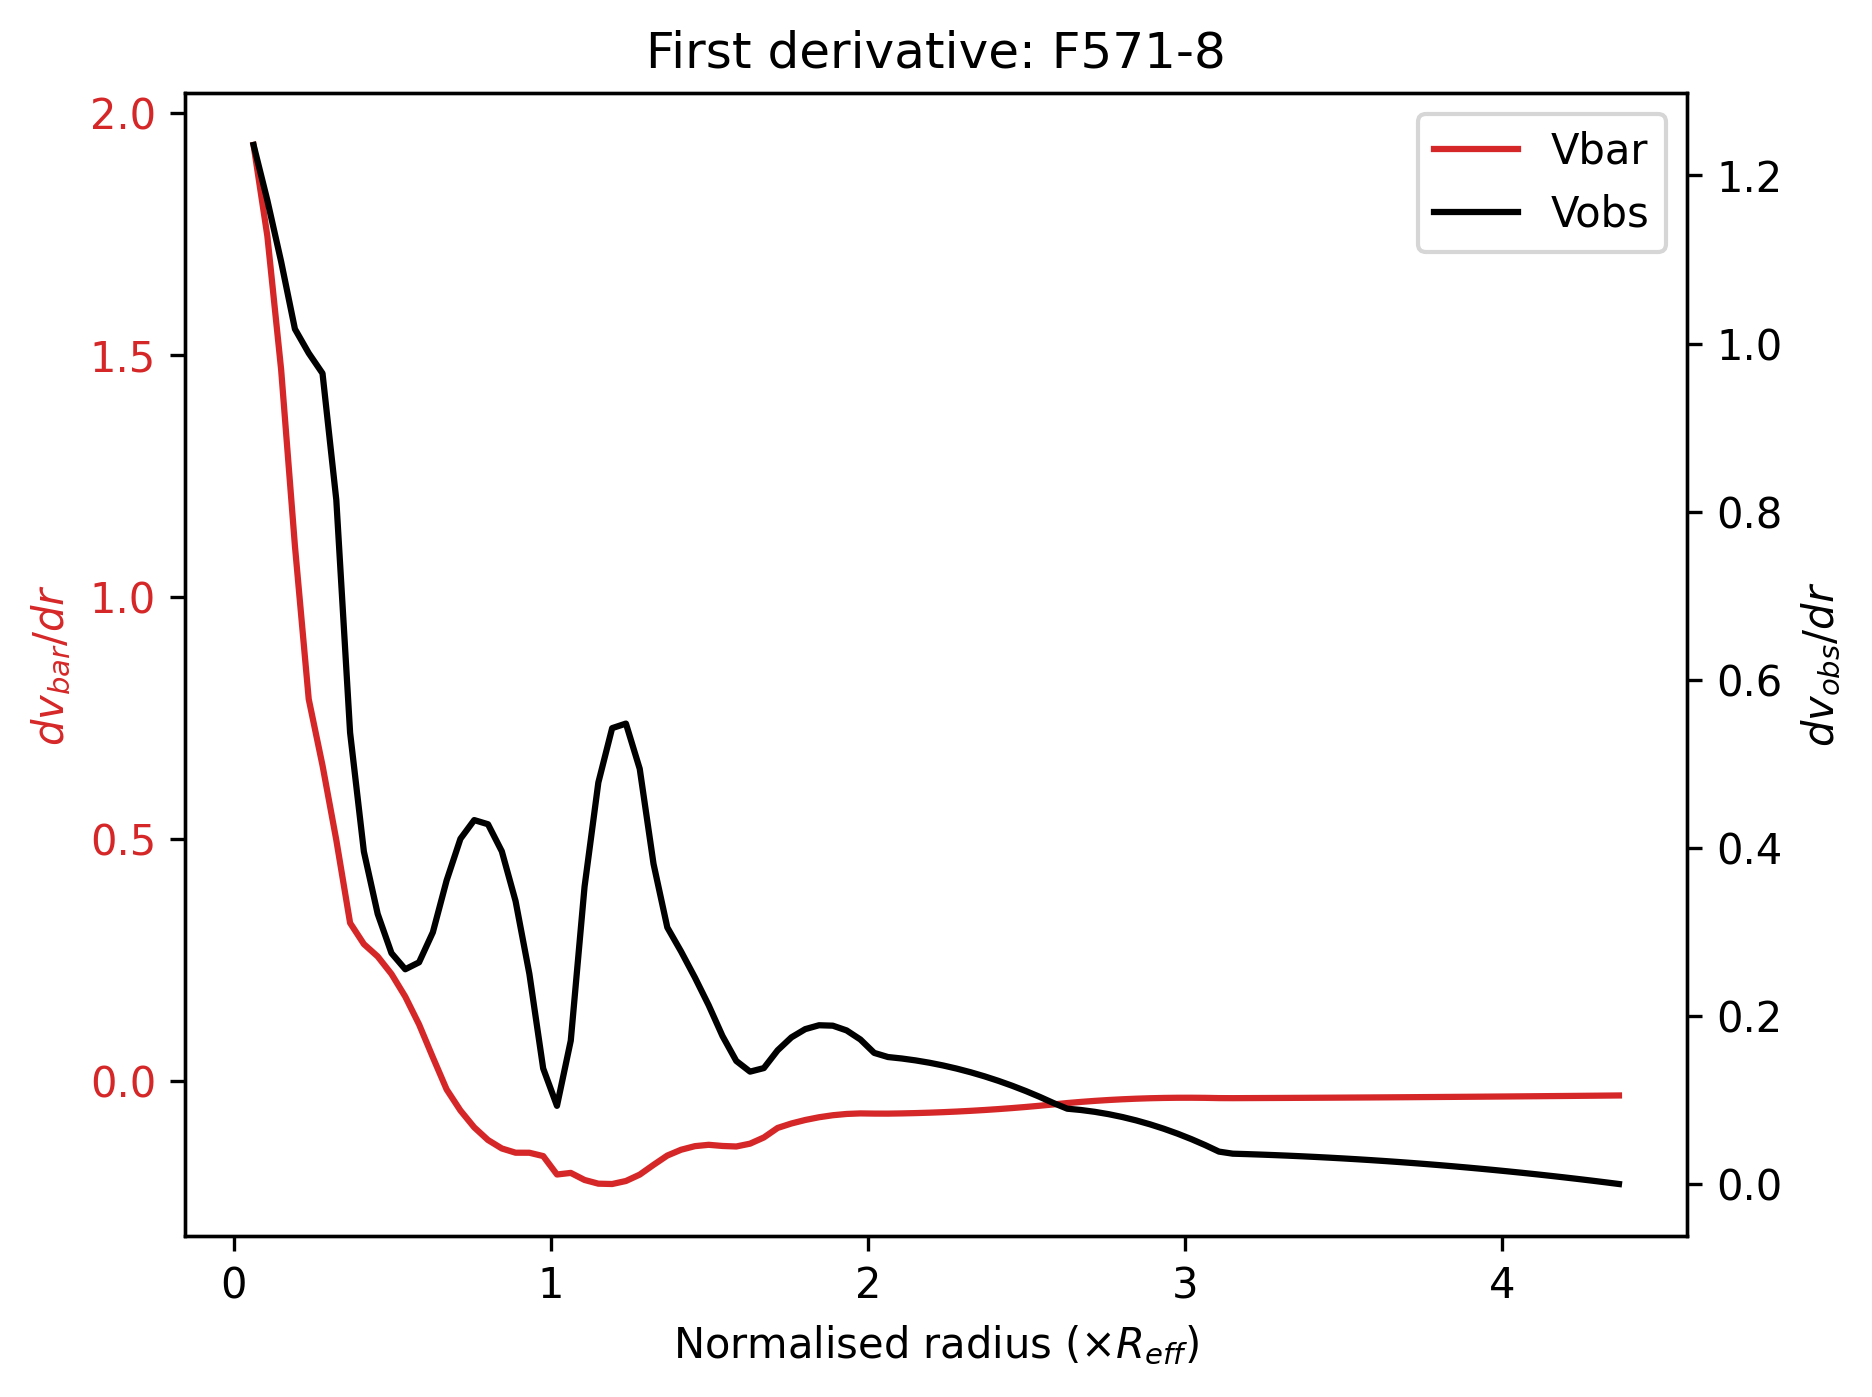 First derivative: F571-8
2.0
1.5
1.0
0.5
0.0
dv_bar/dr
Vbar
Vobs
1.2
1.0
0.8
0.6
0.4
0.2
0.0
dv_obs/dr
0 1 2 3 4
Normalised radius (×R_eff)